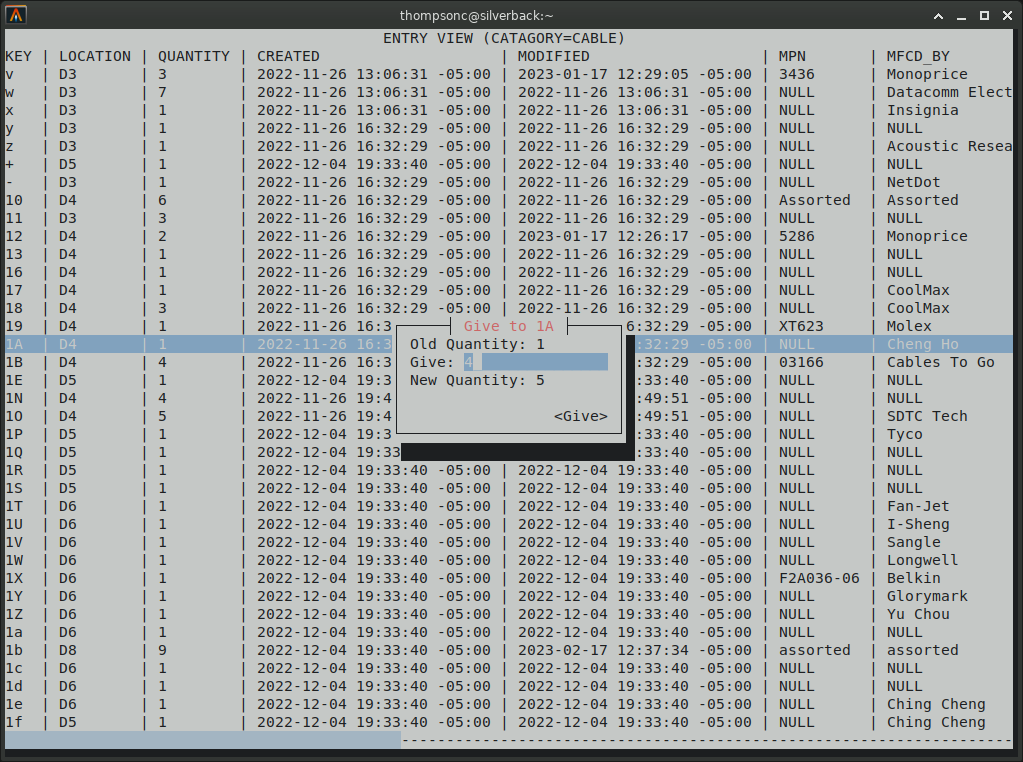 thompsonc@silverback:~
ENTRY VIEW (CATAGORY=CABLE)
KEY | LOCATION | QUANTITY | CREATED | MODIFIED | MPN | MFCD_BY
v | D3 | 3 | 2022-11-26 13:06:31 -05:00 | 2023-01-17 12:29:05 -05:00 | 3436 | Monoprice
w | D3 | 7 | 2022-11-26 13:06:31 -05:00 | 2022-11-26 13:06:31 -05:00 | NULL | Datacomm Elect
x | D3 | 1 | 2022-11-26 13:06:31 -05:00 | 2022-11-26 13:06:31 -05:00 | NULL | Insignia
y | D3 | 1 | 2022-11-26 16:32:29 -05:00 | 2022-11-26 16:32:29 -05:00 | NULL | NULL
z | D3 | 1 | 2022-11-26 16:32:29 -05:00 | 2022-11-26 16:32:29 -05:00 | NULL | Acoustic Resea
+ | D5 | 1 | 2022-12-04 19:33:40 -05:00 | 2022-12-04 19:33:40 -05:00 | NULL | NULL
- | D3 | 1 | 2022-11-26 16:32:29 -05:00 | 2022-11-26 16:32:29 -05:00 | NULL | NetDot
10 | D4 | 6 | 2022-11-26 16:32:29 -05:00 | 2022-11-26 16:32:29 -05:00 | Assorted | Assorted
11 | D3 | 3 | 2022-11-26 16:32:29 -05:00 | 2022-11-26 16:32:29 -05:00 | NULL | NULL
12 | D4 | 2 | 2022-11-26 16:32:29 -05:00 | 2023-01-17 12:26:17 -05:00 | 5286 | Monoprice
13 | D4 | 1 | 2022-11-26 16:32:29 -05:00 | 2022-11-26 16:32:29 -05:00 | NULL | NULL
16 | D4 | 1 | 2022-11-26 16:32:29 -05:00 | 2022-11-26 16:32:29 -05:00 | NULL | NULL
17 | D4 | 1 | 2022-11-26 16:32:29 -05:00 | 2022-11-26 16:32:29 -05:00 | NULL | CoolMax
18 | D4 | 3 | 2022-11-26 16:32:29 -05:00 | 2022-11-26 16:32:29 -05:00 | NULL | CoolMax
19 | D4 | 1 | 2022-11-26 16:3 Give to 1A 6:32:29 -05:00 | XT623 | Molex
1A | D4 | 1 | 2022-11-26 16:3 Old Quantity: 1 :32:29 -05:00 | NULL | Cheng Ho
1B | D4 | 4 | 2022-11-26 16:3 Give: 4 :32:29 -05:00 | 03166 | Cables To Go
1E | D5 | 1 | 2022-12-04 19:3 New Quantity: 5 :33:40 -05:00 | NULL | NULL
1N | D4 | 4 | 2022-11-26 19:4 :49:51 -05:00 | NULL | NULL
1O | D4 | 5 | 2022-11-26 19:4 <Give> :49:51 -05:00 | NULL | SDTC Tech
1P | D5 | 1 | 2022-12-04 19:3 :33:40 -05:00 | NULL | Tyco
1Q | D5 | 1 | 2022-12-04 19:33 :33:40 -05:00 | NULL | NULL
1R | D5 | 1 | 2022-12-04 19:33:40 -05:00 | 2022-12-04 19:33:40 -05:00 | NULL | NULL
1S | D5 | 1 | 2022-12-04 19:33:40 -05:00 | 2022-12-04 19:33:40 -05:00 | NULL | NULL
1T | D6 | 1 | 2022-12-04 19:33:40 -05:00 | 2022-12-04 19:33:40 -05:00 | NULL | Fan-Jet
1U | D6 | 1 | 2022-12-04 19:33:40 -05:00 | 2022-12-04 19:33:40 -05:00 | NULL | I-Sheng
1V | D6 | 1 | 2022-12-04 19:33:40 -05:00 | 2022-12-04 19:33:40 -05:00 | NULL | Sangle
1W | D6 | 1 | 2022-12-04 19:33:40 -05:00 | 2022-12-04 19:33:40 -05:00 | NULL | Longwell
1X | D6 | 1 | 2022-12-04 19:33:40 -05:00 | 2022-12-04 19:33:40 -05:00 | F2A036-06 | Belkin
1Y | D6 | 1 | 2022-12-04 19:33:40 -05:00 | 2022-12-04 19:33:40 -05:00 | NULL | Glorymark
1Z | D6 | 1 | 2022-12-04 19:33:40 -05:00 | 2022-12-04 19:33:40 -05:00 | NULL | Yu Chou
1a | D6 | 1 | 2022-12-04 19:33:40 -05:00 | 2022-12-04 19:33:40 -05:00 | NULL | NULL
1b | D8 | 9 | 2022-12-04 19:33:40 -05:00 | 2023-02-17 12:37:34 -05:00 | assorted | assorted
1c | D6 | 1 | 2022-12-04 19:33:40 -05:00 | 2022-12-04 19:33:40 -05:00 | NULL | NULL
1d | D6 | 1 | 2022-12-04 19:33:40 -05:00 | 2022-12-04 19:33:40 -05:00 | NULL | NULL
1e | D6 | 1 | 2022-12-04 19:33:40 -05:00 | 2022-12-04 19:33:40 -05:00 | NULL | Ching Cheng
1f | D5 | 1 | 2022-12-04 19:33:40 -05:00 | 2022-12-04 19:33:40 -05:00 | NULL | Ching Cheng